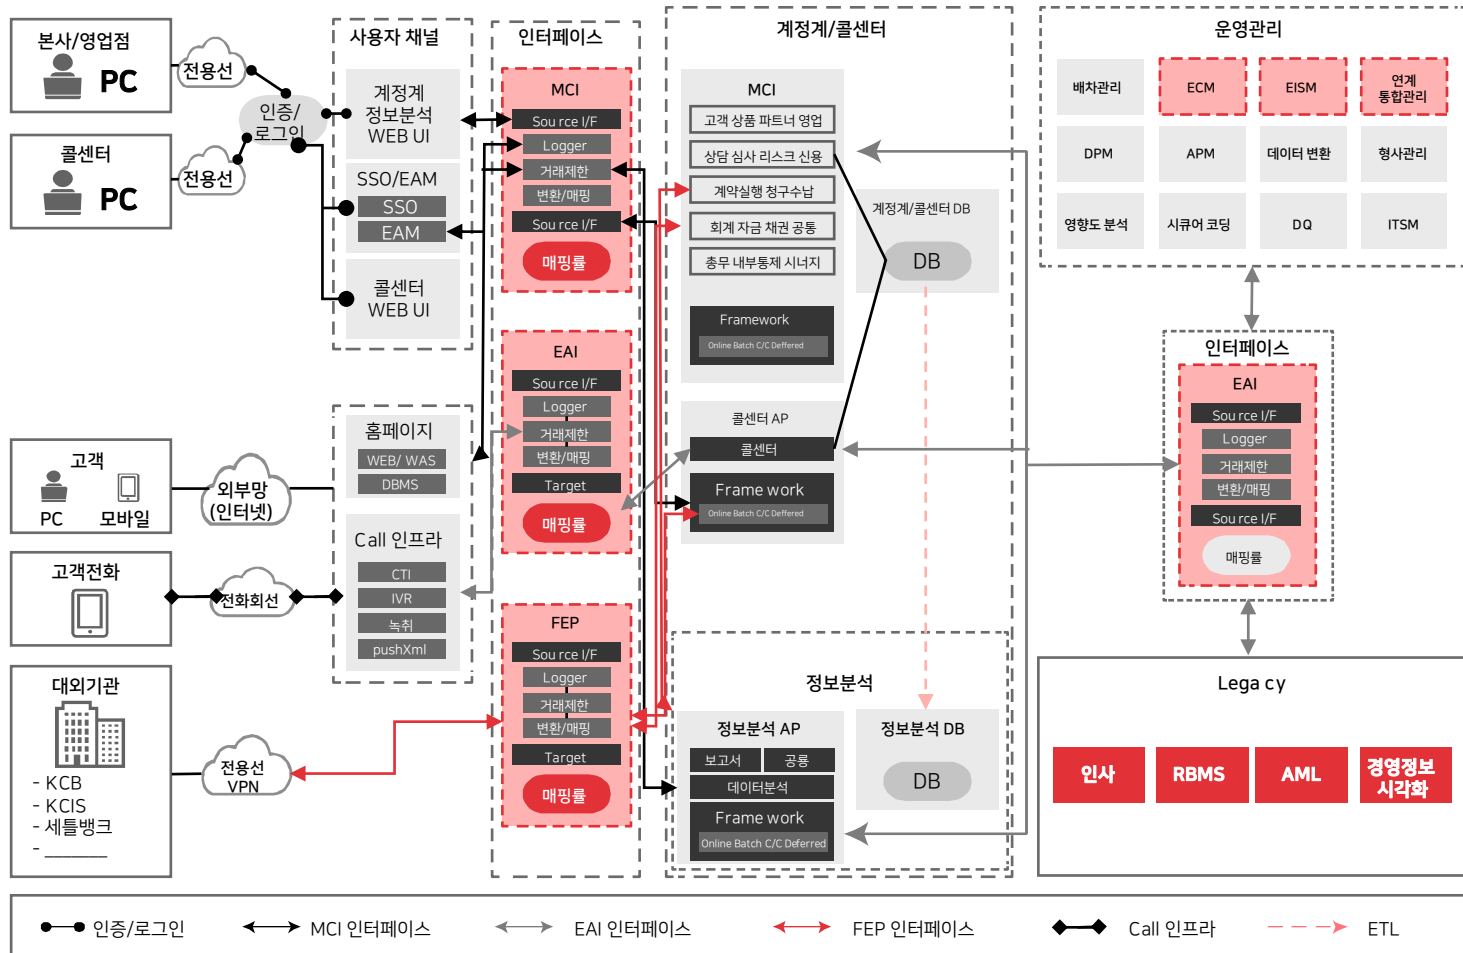 본사/영업점
PC
전용선
콜센터
PC
전용선
인증/
로그인
사용자 채널
계정계
정보분석
WEB UI
SSO/EAM
SSO
EAM
콜센터
WEB UI
인터페이스
MCI
Source I/F
Logger
거래제한
변환/매핑
Source I/F
매핑률
EAI
Source I/F
Logger
거래제한
변환/매핑
Target
매핑률
FEP
Source I/F
Logger
거래제한
변환/매핑
Target
매핑률
고객
PC
모바일
외부망
(인터넷)
고객전화
전화회선
대외기관
- KCB
- KCIS
- 세틀뱅크
- _______
전용선
VPN
홈페이지
WEB/ WAS
DBMS
Call 인프라
CTI
IVR
녹취
pushXml
계정계/콜센터
MCI
고객 상품 파트너 영업
상담 심사 리스크 신용
계약실행 청구수납
회계 자금 채권 공통
총무 내부통제 시너지
Framework
Online Batch C/C Deffered
계정계/콜센터 DB
DB
콜센터 AP
콜센터
Frame work
Online Batch C/C Deffered
정보분석
정보분석 AP
보고서
공통
데이터분석
Frame work
Online Batch C/C Deferred
정보분석 DB
DB
운영관리
배차관리
ECM
EISM
연계
통합관리
DPM
APM
데이터 변환
형사관리
영향도 분석
시큐어 코딩
DQ
ITSM
인터페이스
EAI
Source I/F
Logger
거래제한
변환/매핑
Source I/F
매핑률
Legacy
인사
RBMS
AML
경영정보
시각화
인증/로그인
MCI 인터페이스
EAI 인터페이스
FEP 인터페이스
Call 인프라
ETL